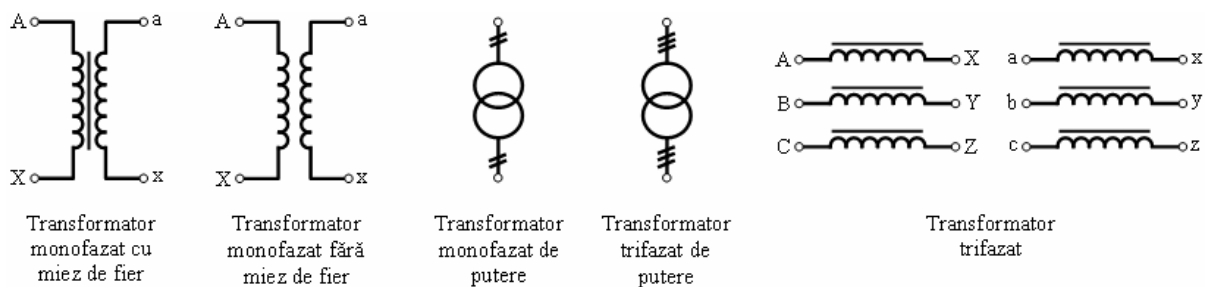 A a
X x
Transformator
monofazat cu
miez de fier
A a
X x
Transformator
monofazat fără
miez de fier
Transformator
monofazat de
putere
Transformator
trifazat de
putere
A X a x
B Y b y
C Z c z
Transformator
trifazat